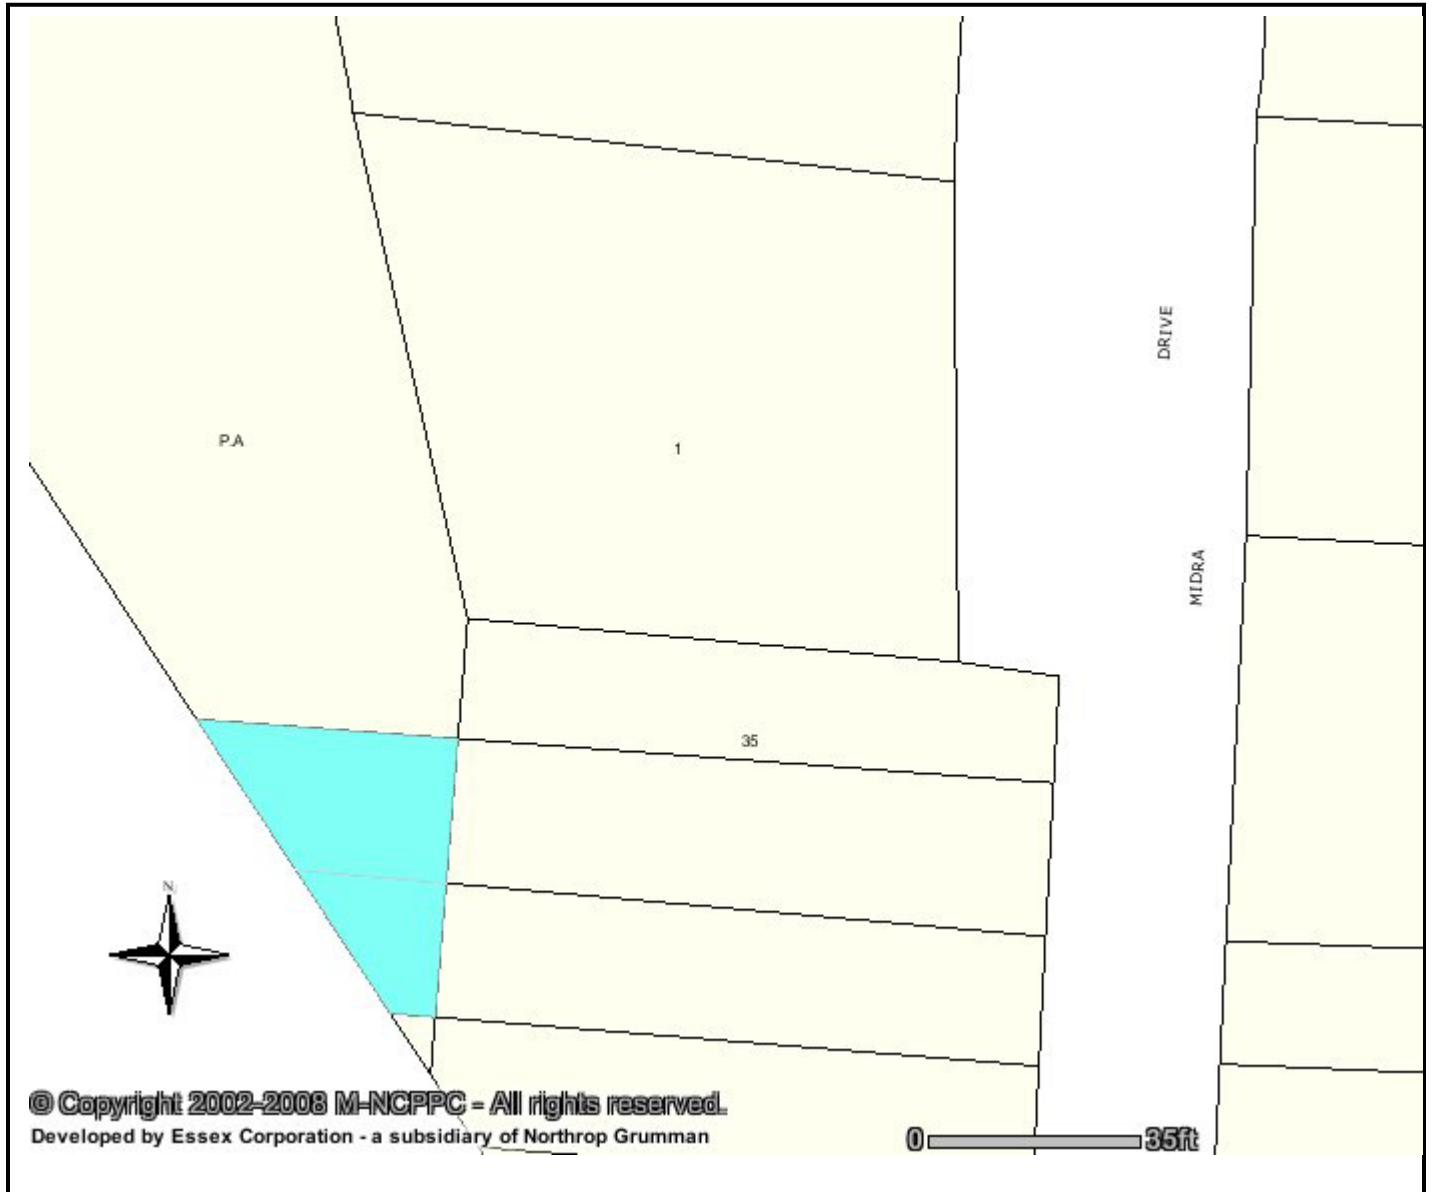 DRIVE
P.A
1
MIDRA
35
N
© Copyright 2002-2008 M-NCPPC - All rights reserved.
Developed by Essex Corporation - a subsidiary of Northrop Grumman
0 35ft